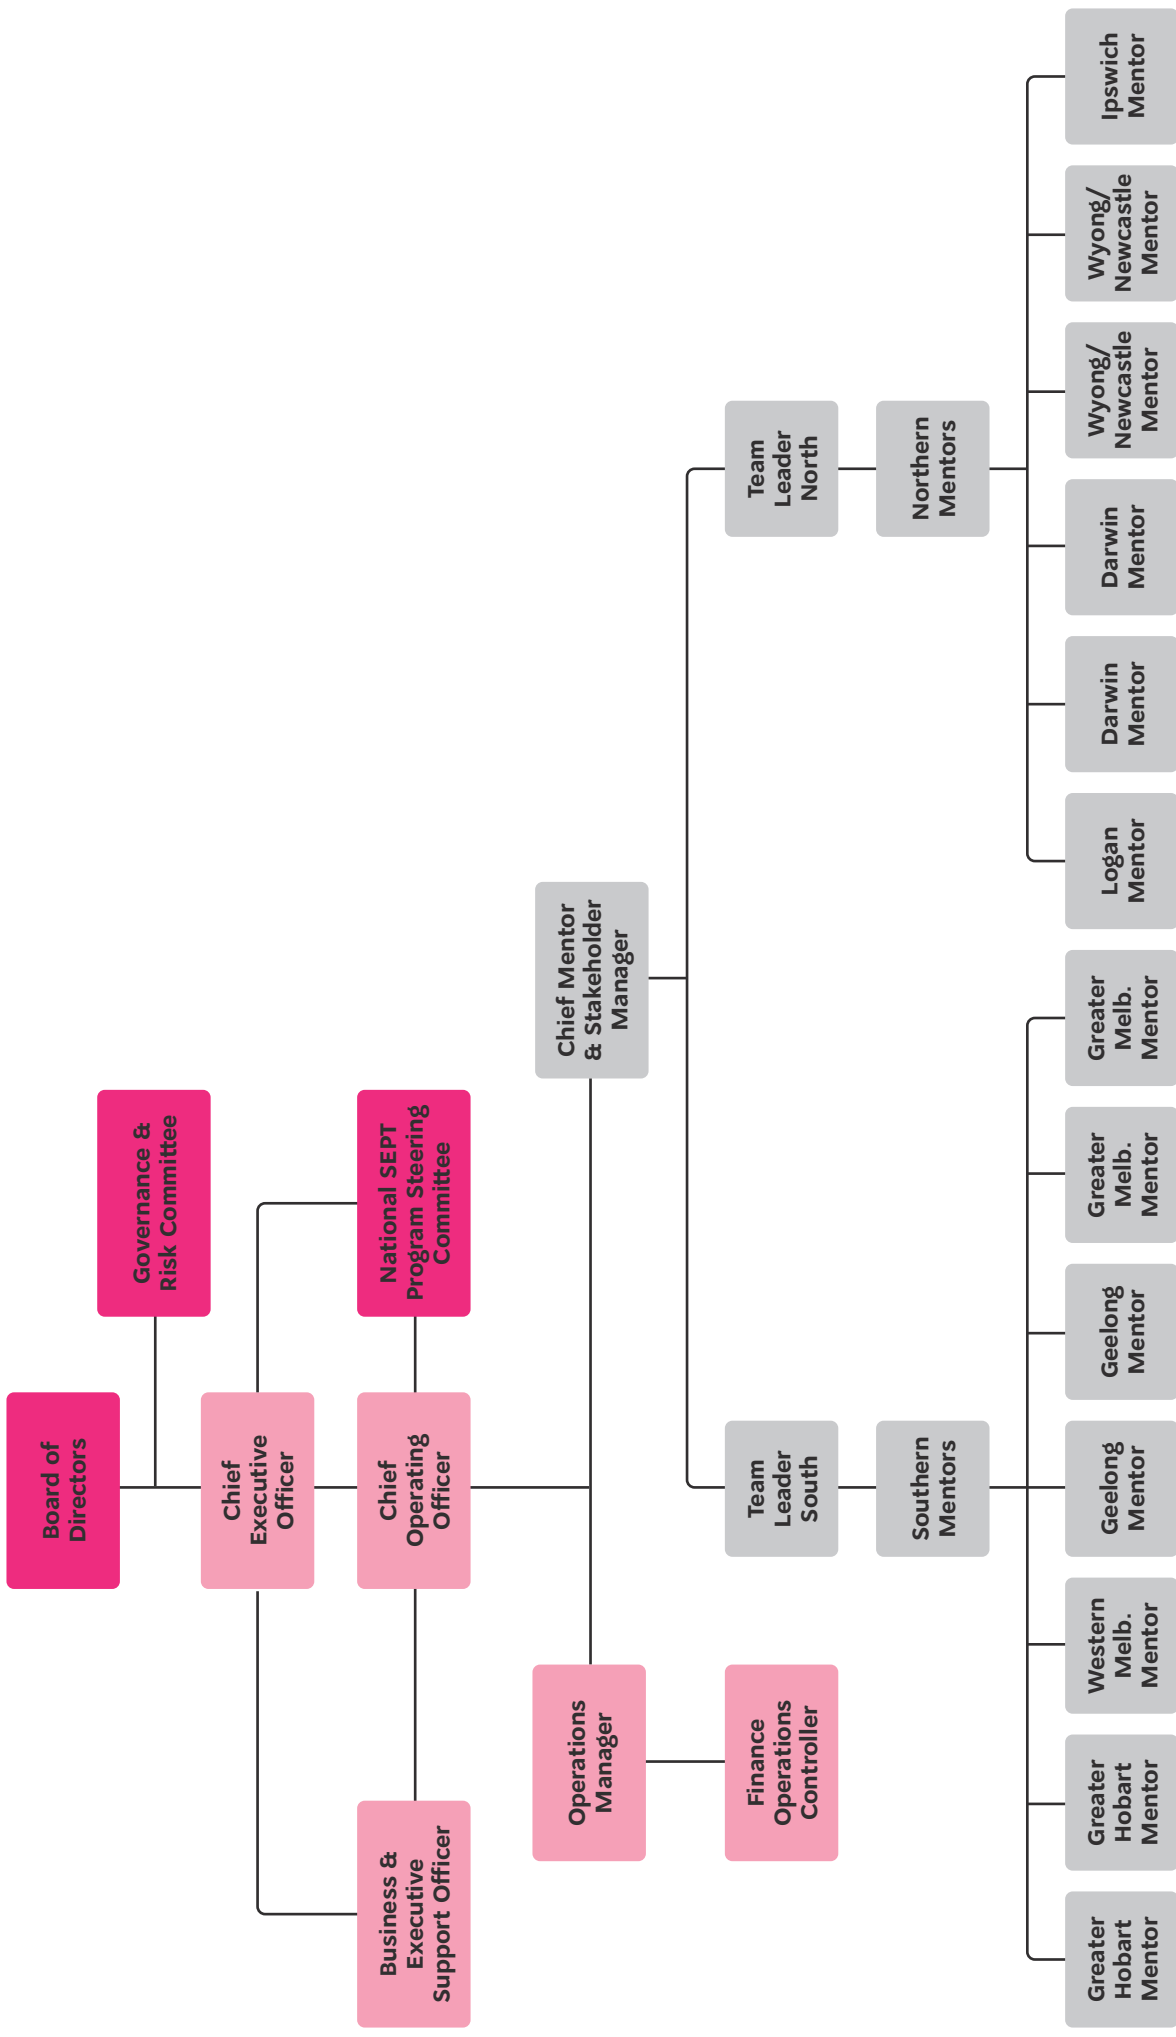 Board of
Directors
Governance &
Risk Committee
Chief
Executive
Officer
Business &
Executive
Support Officer
Chief
Operating
Officer
National SEPT
Program Steering
Committee
Operations
Manager
Chief Mentor
& Stakeholder
Manager
Finance
Operations
Controller
Team
Leader
South
Team
Leader
North
Southern
Mentors
Northern
Mentors
Greater
Hobart
Mentor
Greater
Hobart
Mentor
Western
Melb.
Mentor
Geelong
Mentor
Geelong
Mentor
Greater
Melb.
Mentor
Greater
Melb.
Mentor
Logan
Mentor
Darwin
Mentor
Darwin
Mentor
Wyong/
Newcastle
Mentor
Wyong/
Newcastle
Mentor
Ipswich
Mentor